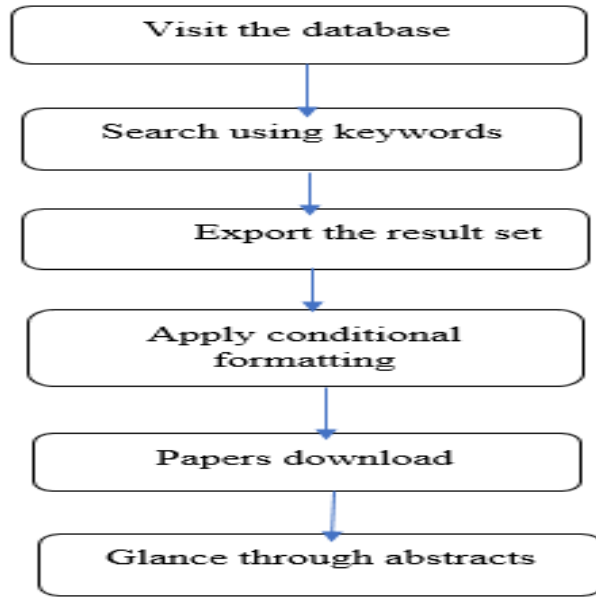 Visit the database
Search using keywords
Export the result set
Apply conditional
formatting
Papers download
Glance through abstracts